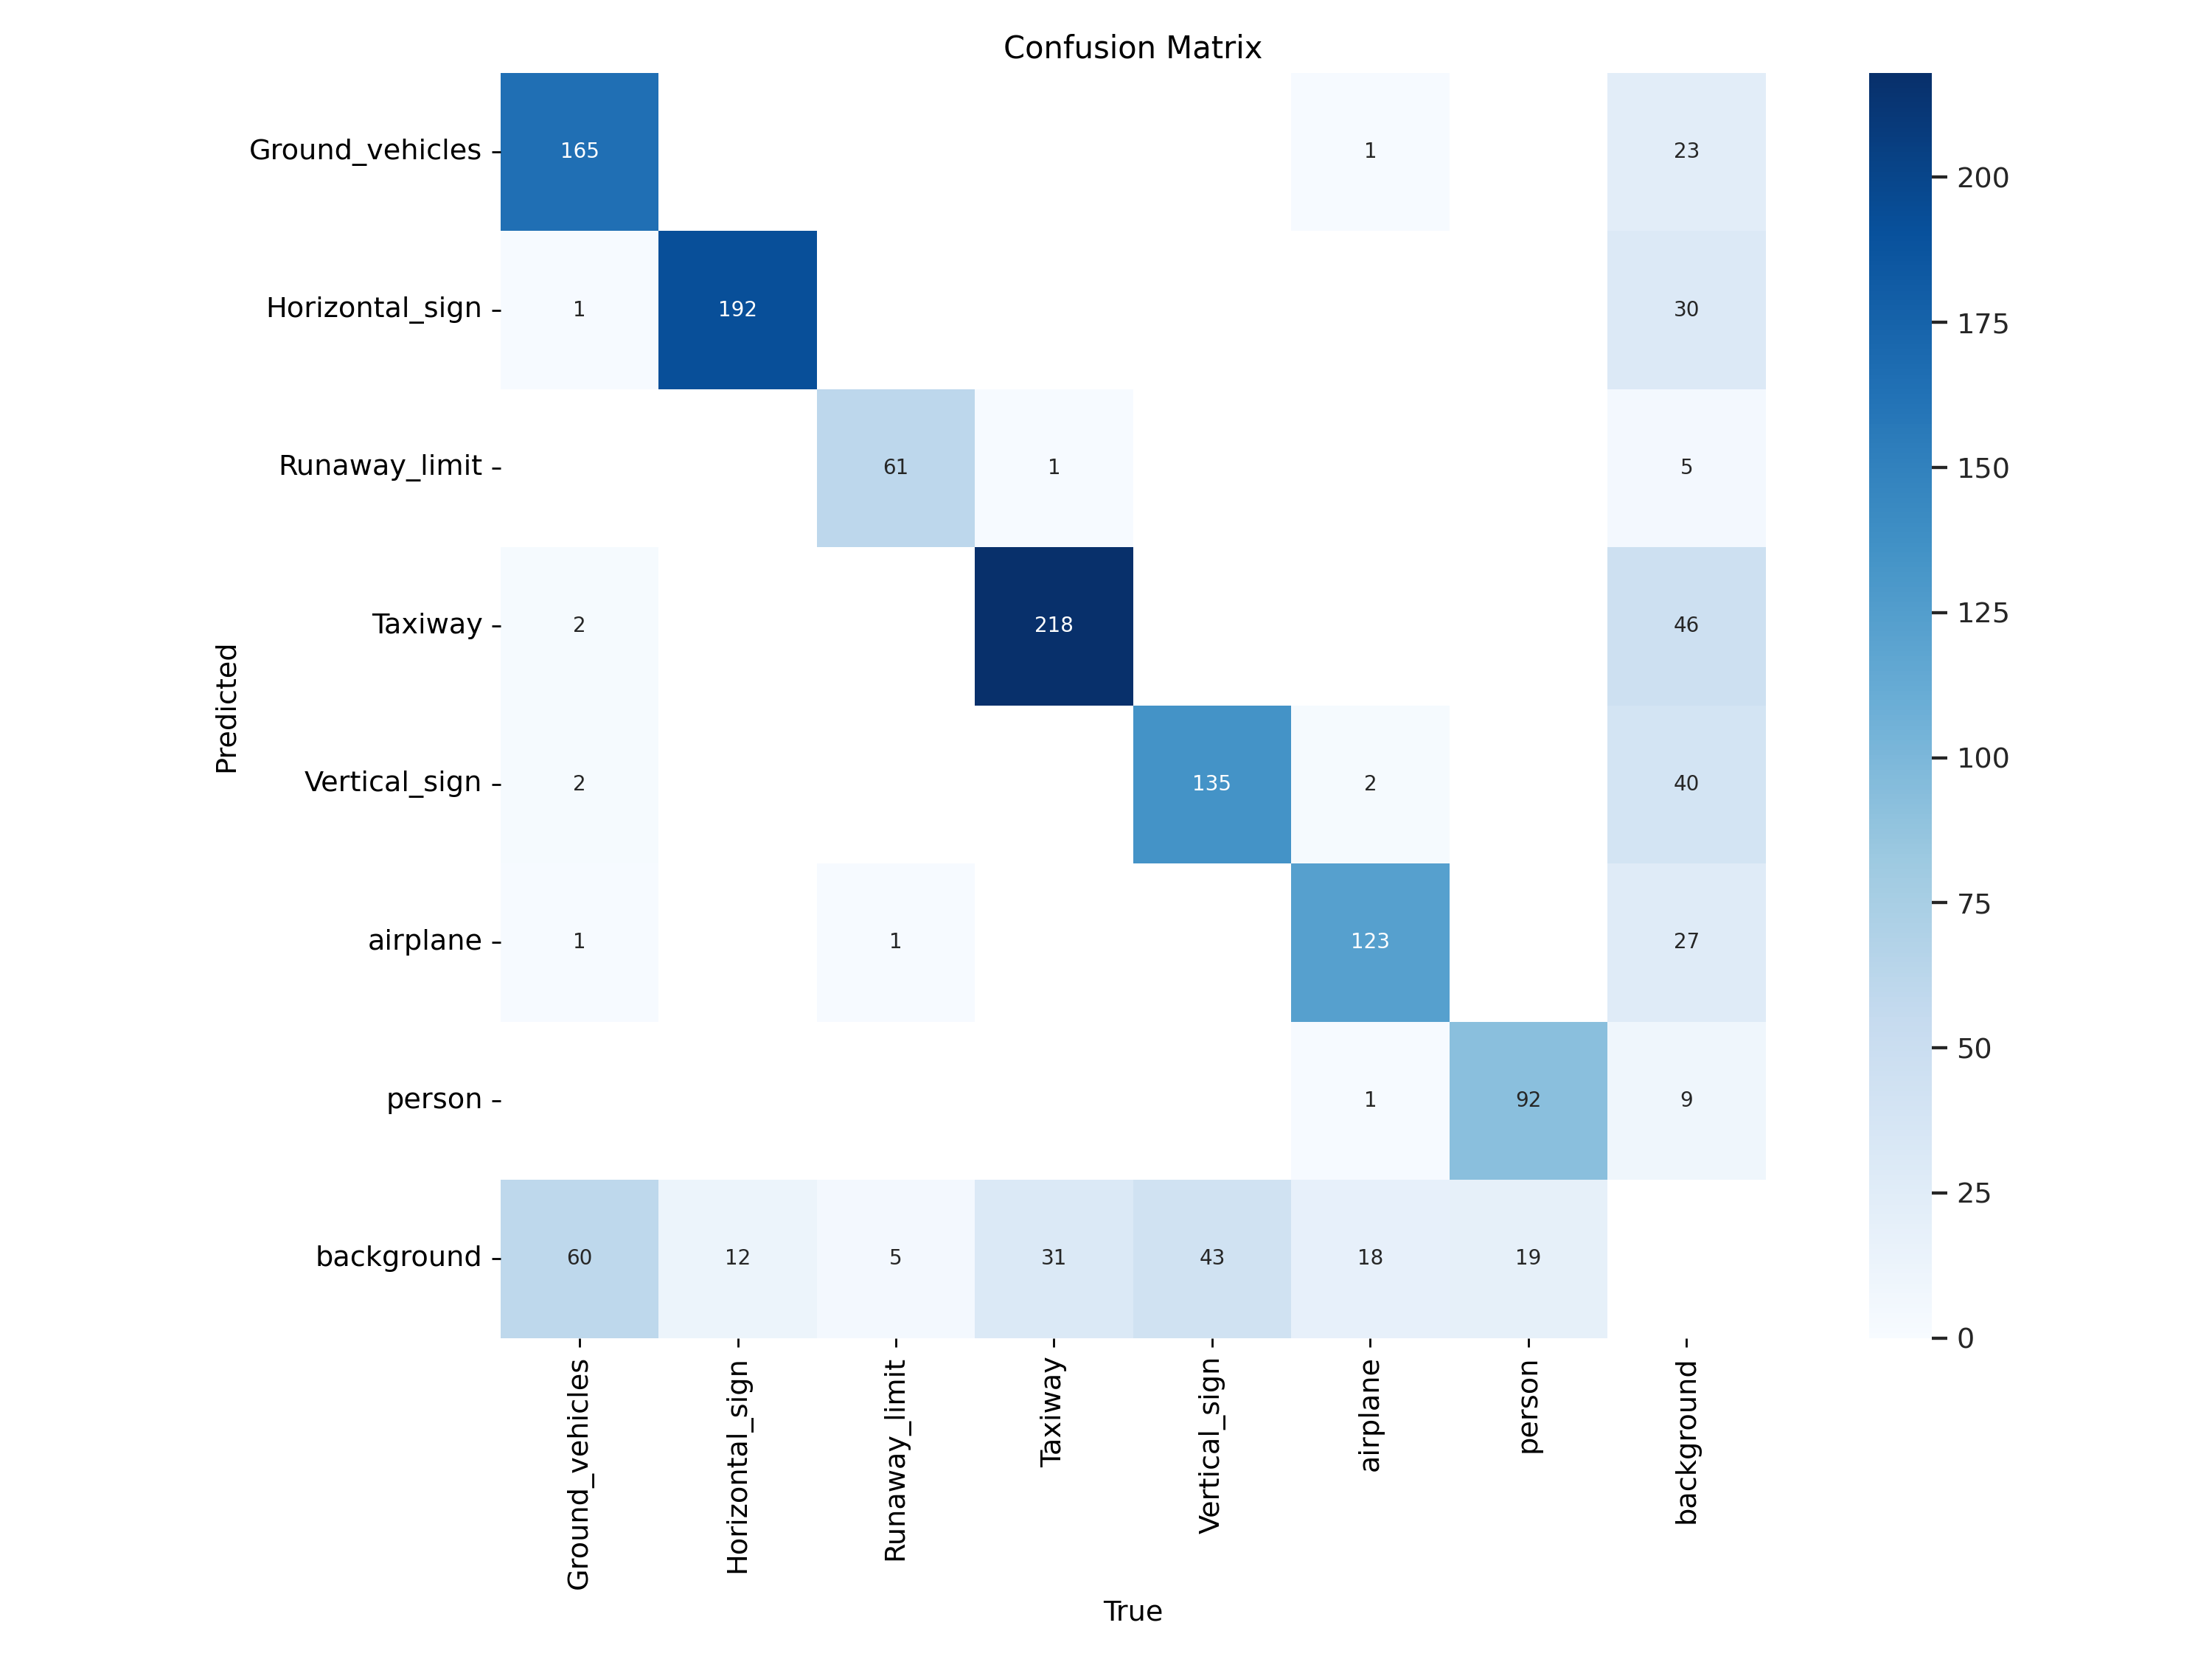 Confusion Matrix
Ground_vehicles 165 1 23
Horizontal_sign 1 192 30
Runaway_limit 61 1 5
Taxiway 2 218 46
Vertical_sign 2 135 2 40
airplane 1 1 123 27
person 1 92 9
background 60 12 5 31 43 18 19
Predicted
Ground_vehicles
Horizontal_sign
Runaway_limit
Taxiway
Vertical_sign
airplane
person
background
True
200
175
150
125
100
75
50
25
0